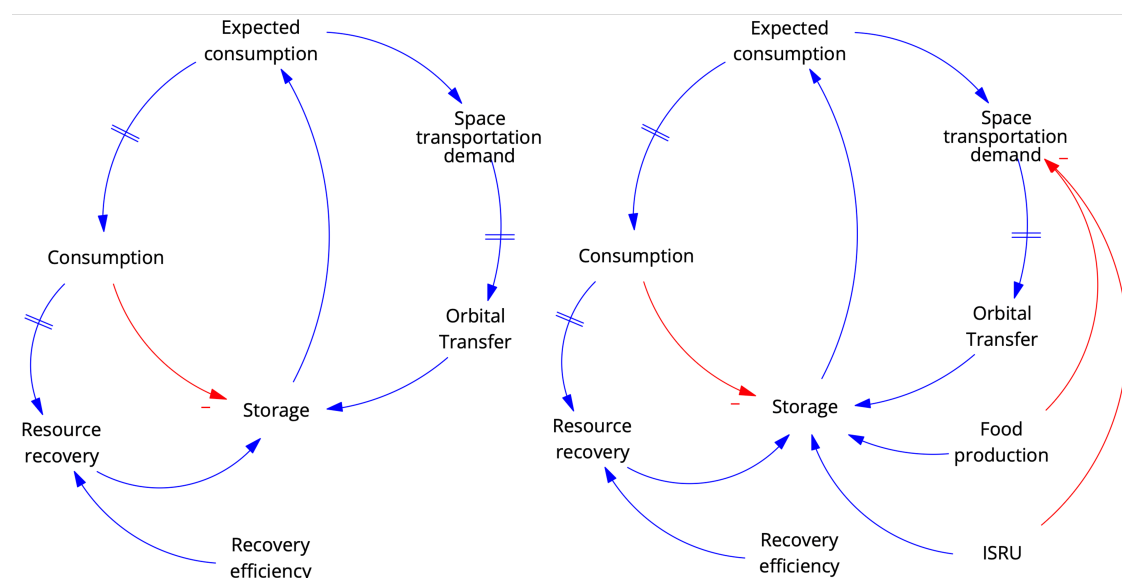 Expected
consumption
Space
transportation
demand
Consumption
Orbital
Transfer
–
Storage
Resource
recovery
Recovery
efficiency
Expected
consumption
Space
transportation
demand
–
Consumption
Orbital
Transfer
–
Storage
Resource
recovery
Food
production
Recovery
efficiency
ISRU